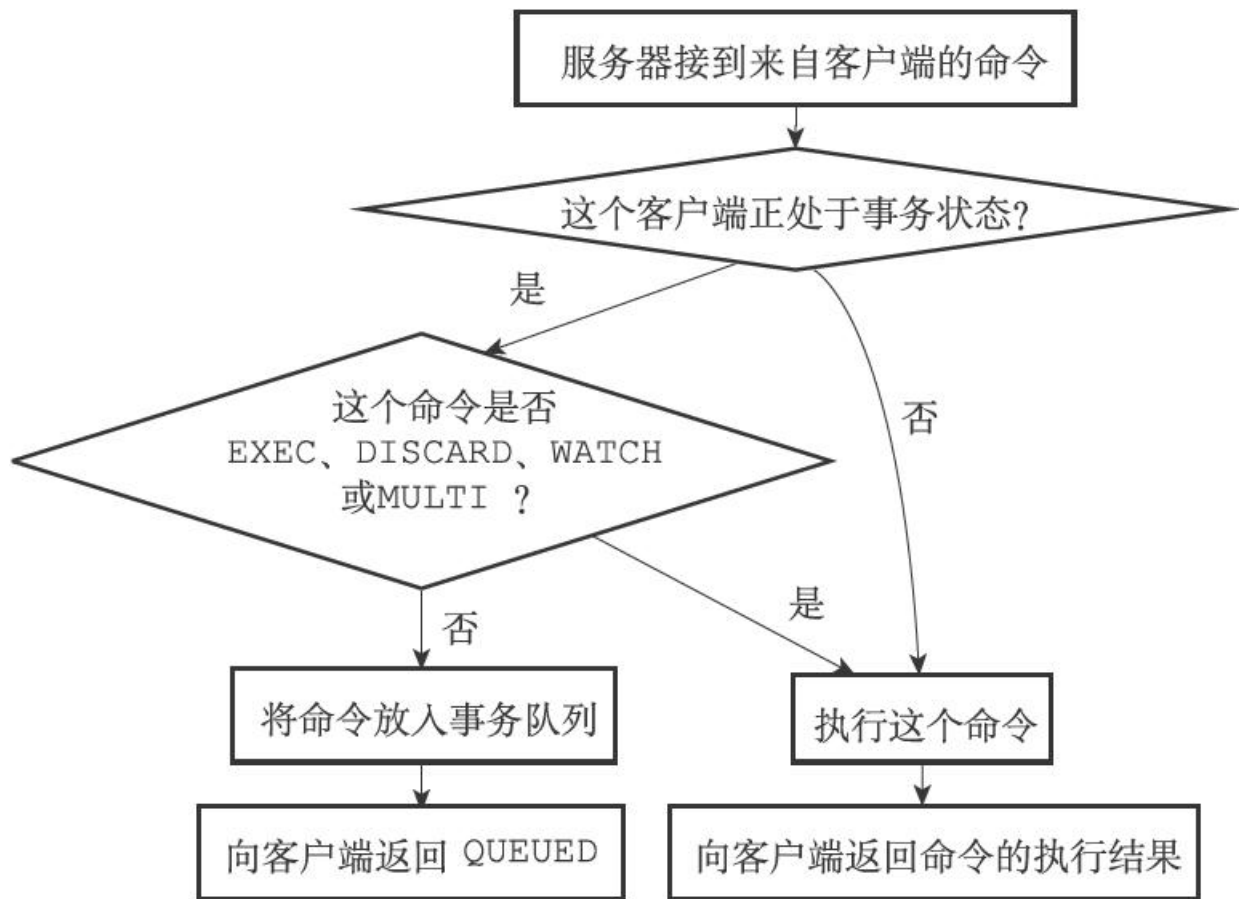 服务器接到来自客户端的命令
这个客户端正处于事务状态?
是
否
这个命令是否
EXEC、DISCARD、WATCH
或MULTI ?
否
是
将命令放入事务队列
执行这个命令
向客户端返回 QUEUED
向客户端返回命令的执行结果